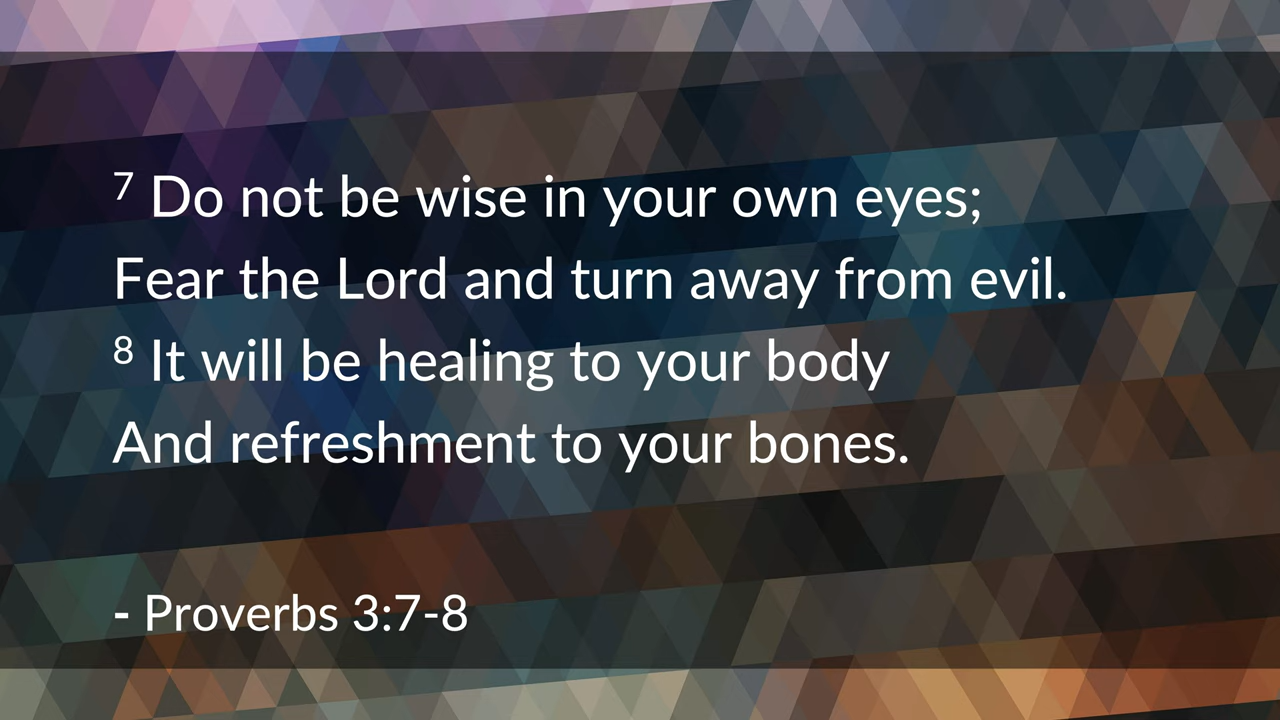 7 Do not be wise in your own eyes;
Fear the Lord and turn away from evil.
8 It will be healing to your body
And refreshment to your bones.
- Proverbs 3:7-8